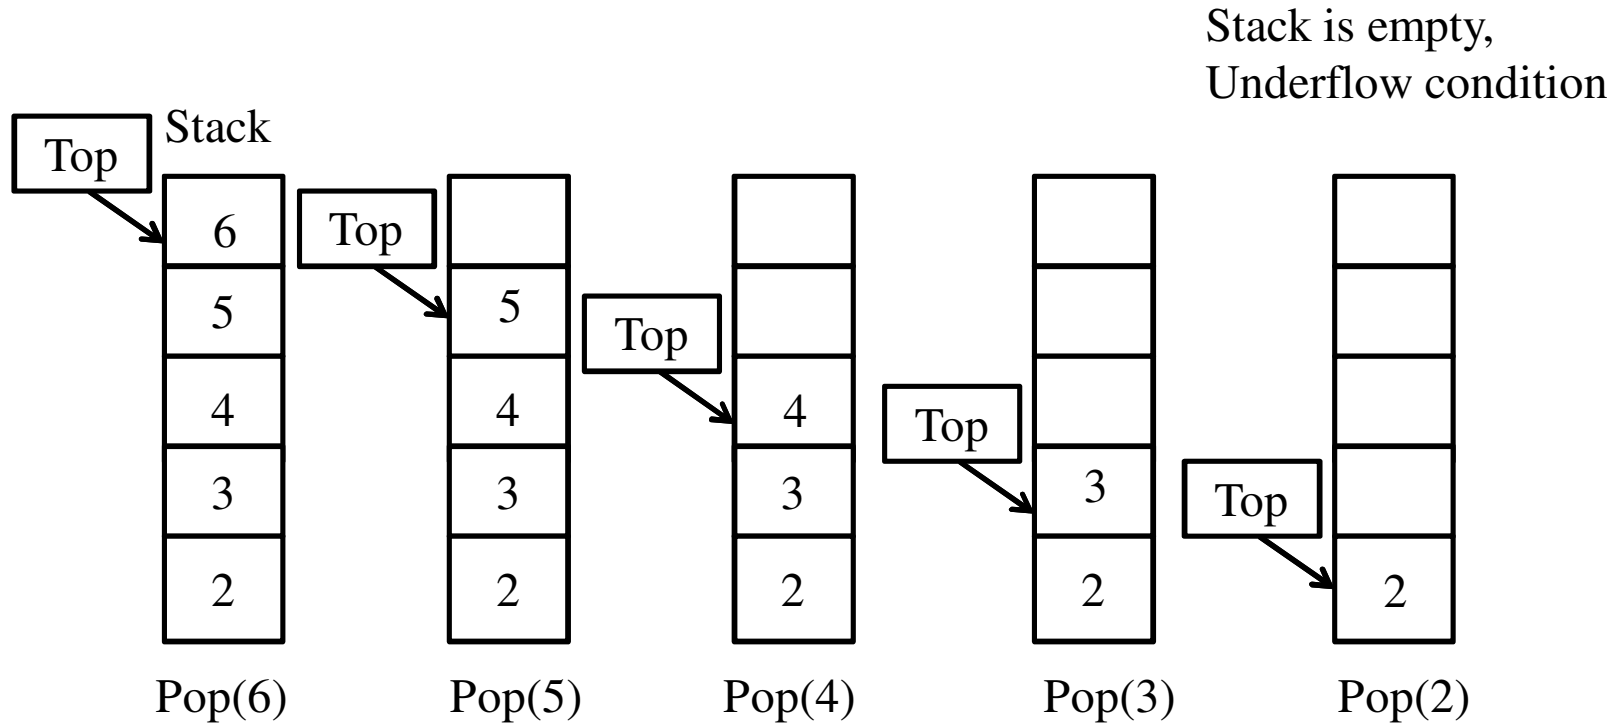 Stack is empty,
Underflow condition
Stack
Top
6
5
4
3
2
Pop(6)
Top
5
4
3
2
Pop(5)
Top
4
3
2
Pop(4)
Top
3
2
Pop(3)
Top
2
Pop(2)